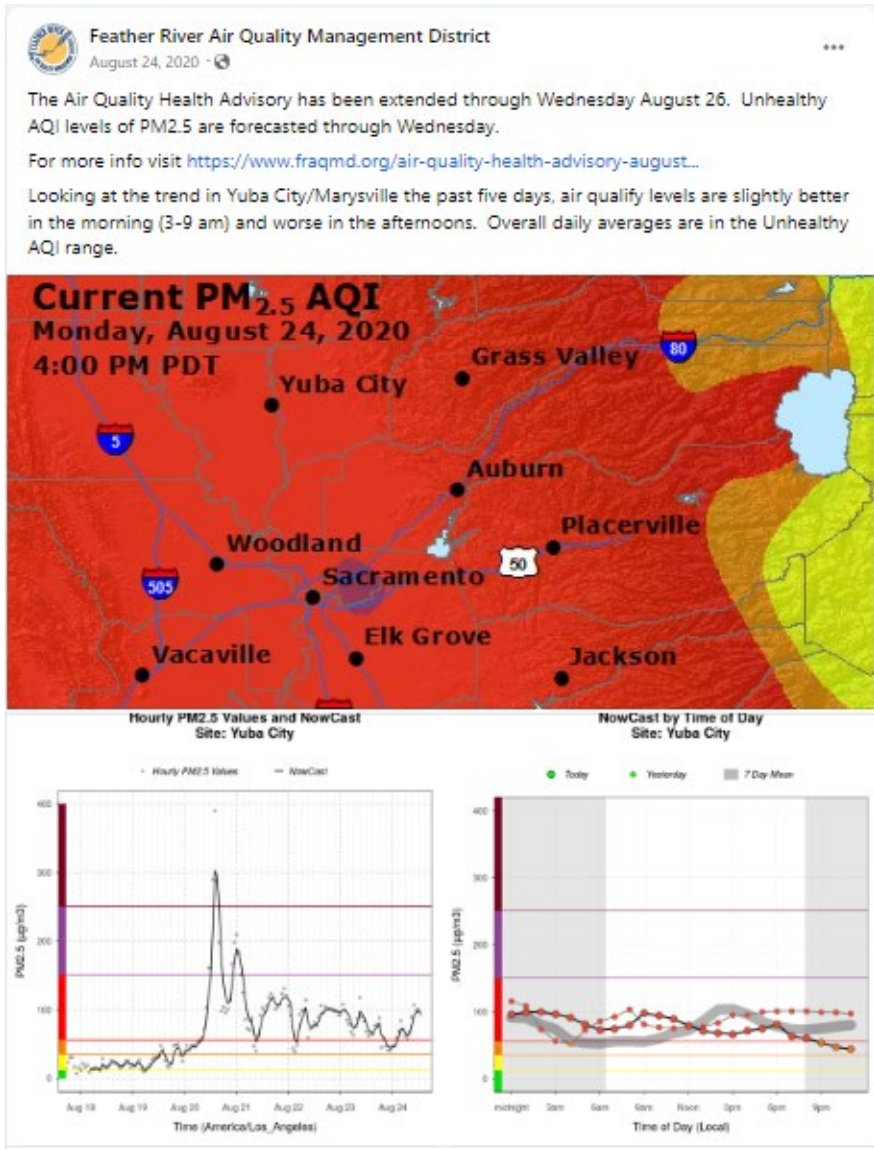 Feather River Air Quality Management District
August 24, 2020 ·
The Air Quality Health Advisory has been extended through Wednesday August 26. Unhealthy
AQI levels of PM2.5 are forecasted through Wednesday.
For more info visit https://www.fraqmd.org/air-quality-health-advisory-august...
Looking at the trend in Yuba City/Marysville the past five days, air qualify levels are slightly better
in the morning (3-9 am) and worse in the afternoons. Overall daily averages are in the Unhealthy
AQI range.
Current PM2.5 AQI
Monday, August 24, 2020
4:00 PM PDT
Grass Valley
80
Yuba City
5
Auburn
Placerville
Woodland
50
Sacramento
505
Elk Grove
Vacaville
Jackson
Hourly PM2.5 Values and NowCast
Site: Yuba City
Hourly PM2.5 Values
NowCast
400
300
200
100
0
PM2.5 (µg/m3)
Aug 18
Aug 19
Aug 20
Aug 21
Aug 22
Aug 23
Aug 24
Time (America/Los_Angeles)
NowCast by Time of Day
Site: Yuba City
Today
Yesterday
7 Day Mean
400
300
200
100
0
PM2.5 (µg/m3)
midnight
3am
6am
9am
Noon
3pm
6pm
9pm
Time of Day (Local)